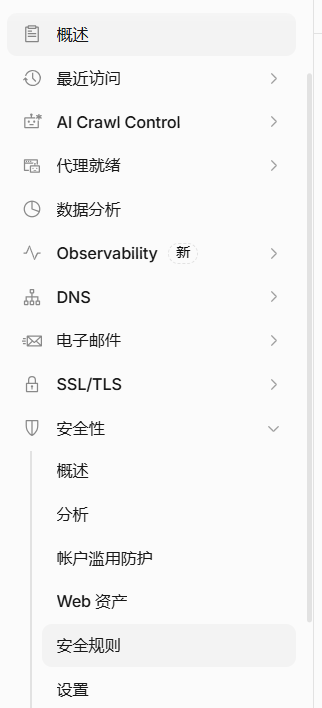 概述
最近访问
AI Crawl Control
代理就绪
数据分析
Observability 新
DNS
电子邮件
SSL/TLS
安全性
概述
分析
帐户滥用防护
Web 资产
安全规则
设置